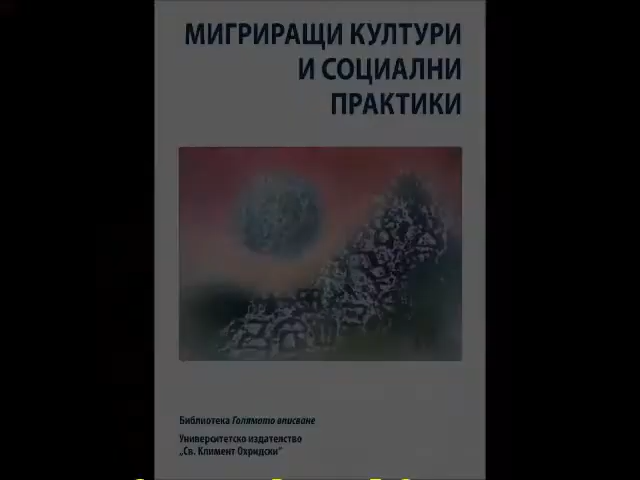 МИГРИРАЩИ КУЛТУРИ
И СОЦИАЛНИ
ПРАКТИКИ
Библиотека Голямото вписване
Университетско издателство
„Св. Климент Охридски“